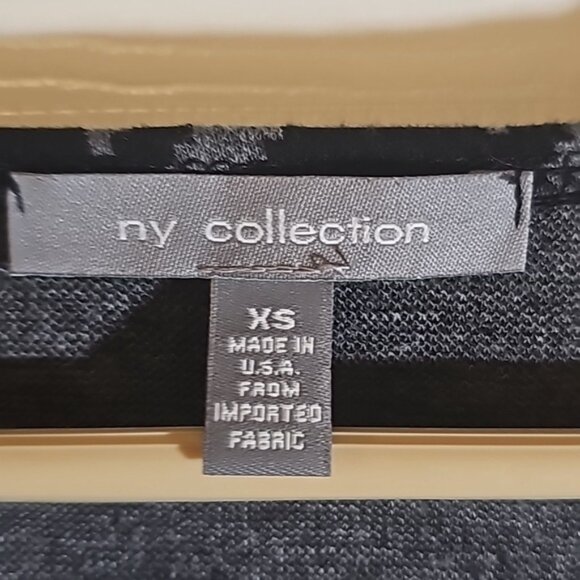 ny collection
XS
MADE IN
U.S.A.
FROM
IMPORTED
FABRIC